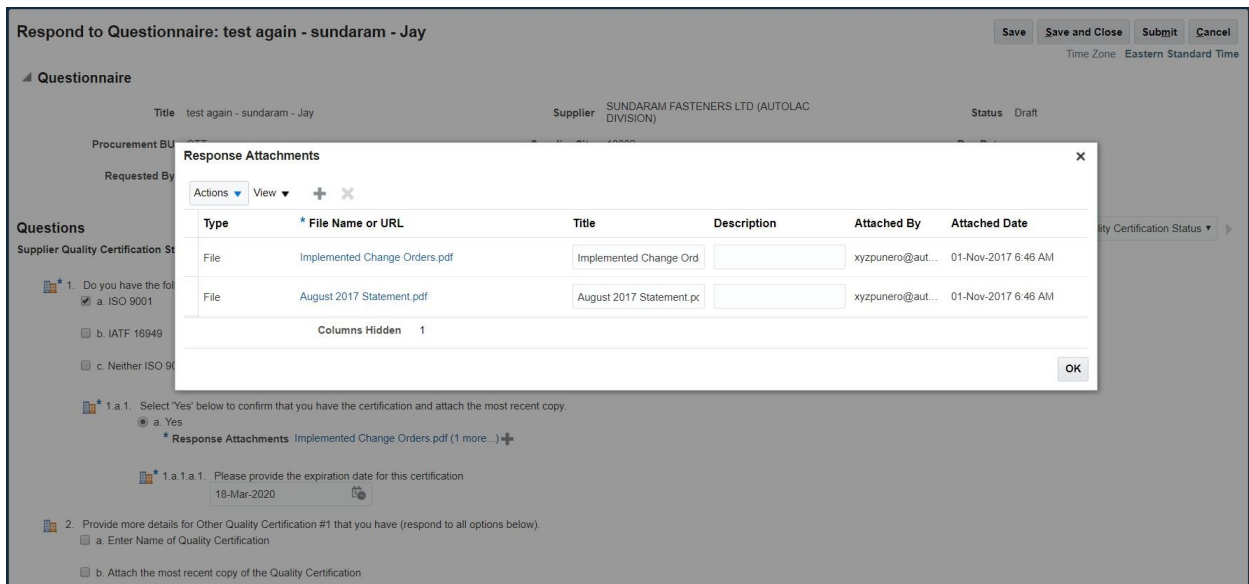 Respond to Questionnaire: test again - sundaram - Jay
Save Save and Close Submit Cancel
Time Zone Eastern Standard Time
Questionnaire
Title test again - sundaram - Jay
Supplier SUNDARAM FASTENERS LTD (AUTOLAC
DIVISION)
Status Draft
Procurement BU
Requested By
Response Attachments
Actions View
Type * File Name or URL Title Description Attached By Attached Date
File Implemented Change Orders.pdf Implemented Change Ord xyzpunero@aut... 01-Nov-2017 6:46 AM
File August 2017 Statement.pdf August 2017 Statement.pc xyzpunero@aut... 01-Nov-2017 6:46 AM
Columns Hidden 1
OK
Questions
ity Certification Status
Supplier Quality Certification St
* 1. Do you have the fol
a. ISO 9001
b. IATF 16949
c. Neither ISO 90
* 1.a.1. Select 'Yes' below to confirm that you have the certification and attach the most recent copy.
a. Yes
* Response Attachments Implemented Change Orders.pdf (1 more...)
* 1.a.1.a.1. Please provide the expiration date for this certification
18-Mar-2020
2. Provide more details for Other Quality Certification #1 that you have (respond to all options below).
a. Enter Name of Quality Certification
b. Attach the most recent copy of the Quality Certification